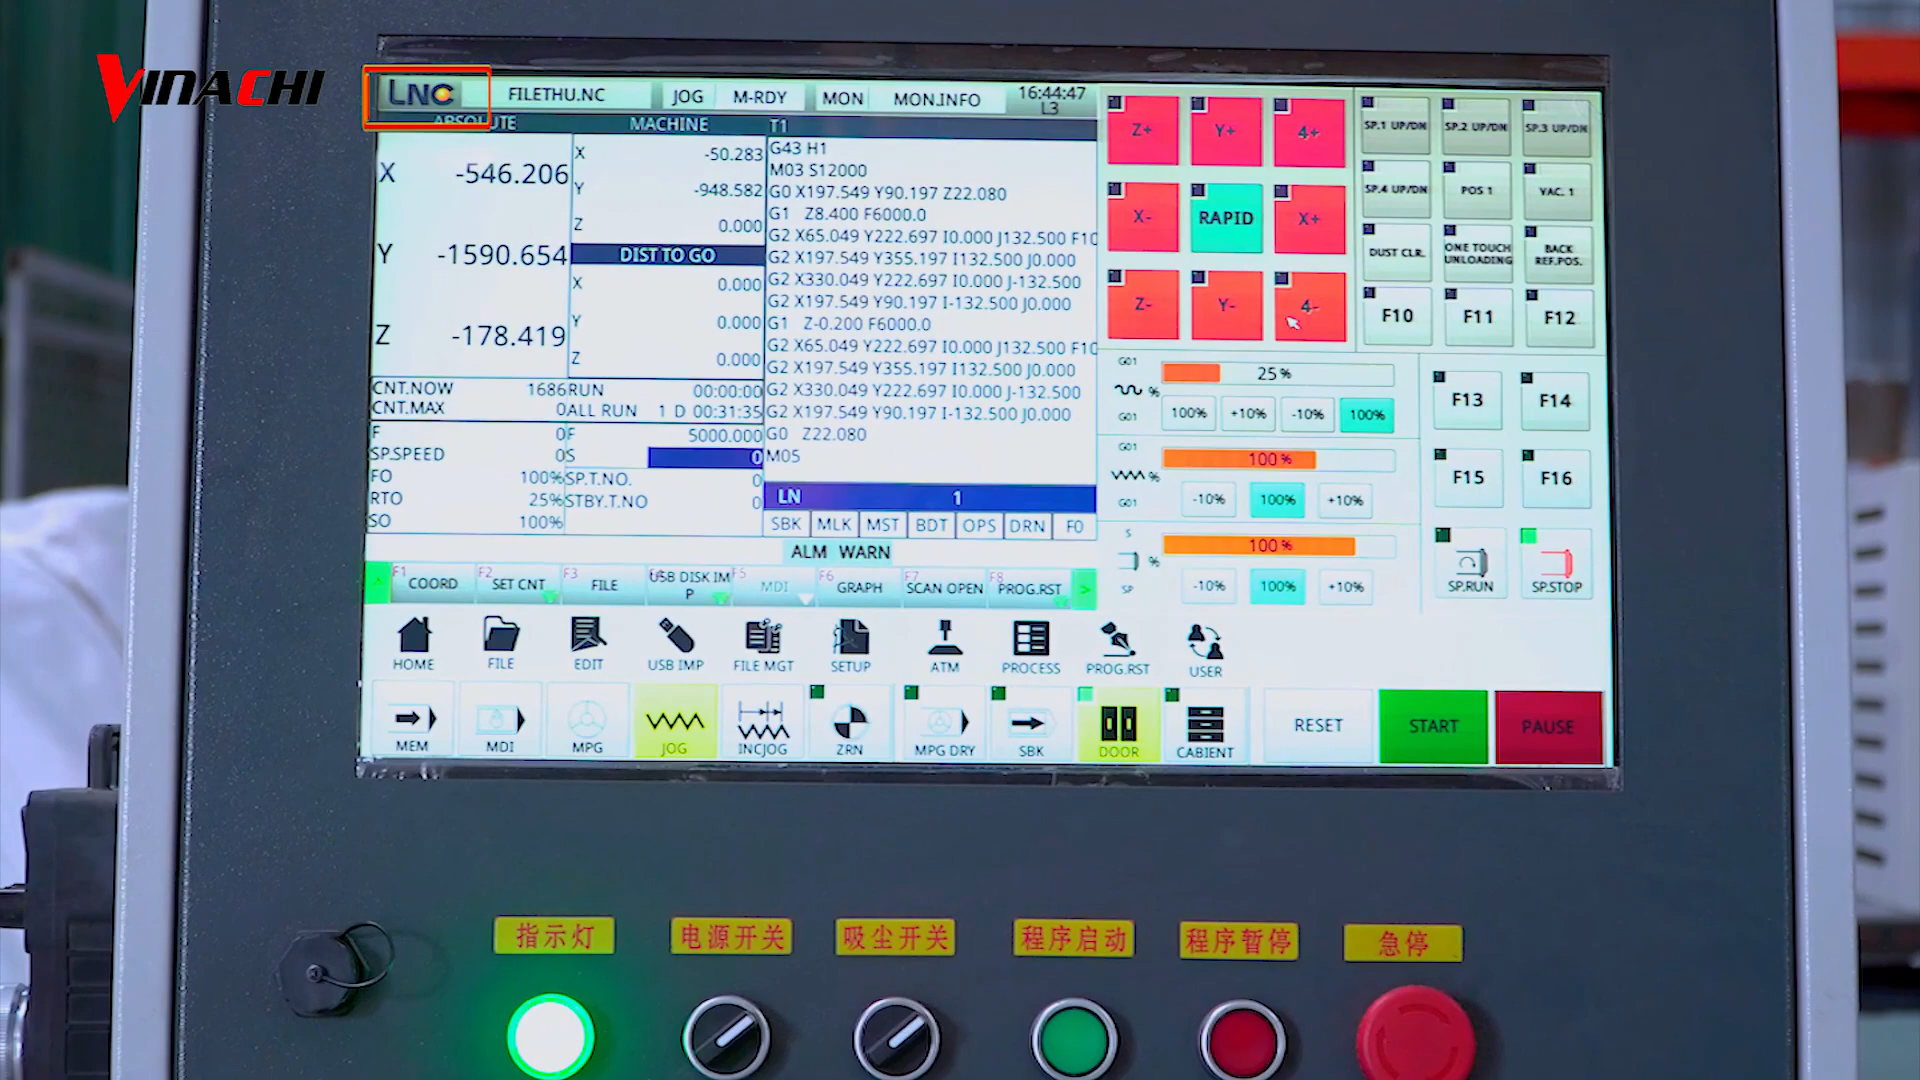 VINACHI
LNC FILETHU.NC JOG M-RDY MON MON.INFO 16:44:47
L3
ABSOLUTE MACHINE T1
X -546.206
Y -1590.654
Z -178.419
X -50.283
Y -948.582
Z 0.000
DIST TO GO
X 0.000
Y 0.000
Z 0.000
G43 H1
M03 S12000
G0 X197.549 Y90.197 Z22.080
G1 Z8.400 F6000.0
G2 X65.049 Y222.697 I0.000 J132.500 F10
G2 X197.549 Y355.197 I132.500 J0.000
G2 X330.049 Y222.697 I0.000 J-132.500
G2 X197.549 Y90.197 I-132.500 J0.000
G1 Z-0.200 F6000.0
G2 X65.049 Y222.697 I0.000 J132.500 F10
G2 X197.549 Y355.197 I132.500 J0.000
G2 X330.049 Y222.697 I0.000 J-132.500
G2 X197.549 Y90.197 I-132.500 J0.000
G0 Z22.080
M05
LN 1
CNT.NOW 1686 RUN 00:00:00
CNT.MAX 0 ALL RUN 1 D 00:31:35
F 0 F 5000.000
SP.SPEED 0 S 0
FO 100% SP.T.NO. 0
RTO 25% STBY.T.NO 0
SO 100%
SBK MLK MST BDT OPS DRN F0
ALM WARN
F1 COORD F2 SET CNT F3 FILE USB DISK IM
P F5 MDI F6 GRAPH F7 SCAN OPEN F8 PROG.RST >
HOME FILE EDIT USB IMP FILE MGT SETUP ATM PROCESS PROG.RST USER
MEM MDI MPG JOG INCJOG ZRN MPG DRY SBK DOOR CABIENT RESET START PAUSE
Z+ Y+ 4+
X- RAPID X+
Z- Y- 4-
SP.1 UP/DN SP.2 UP/DN SP.3 UP/DN
SP.4 UP/DN POS 1 VAC. 1
DUST CLR. ONE TOUCH
UNLOADING BACK
REF.POS.
F10 F11 F12
F13 F14
F15 F16
SP.RUN SP.STOP
G01 25%
%
G01 100% +10% -10% 100%
G01 100%
%
G01 -10% 100% +10%
S 100%
%
SP -10% 100% +10%
指示灯 电源开关 吸尘开关 程序启动 程序暂停 急停